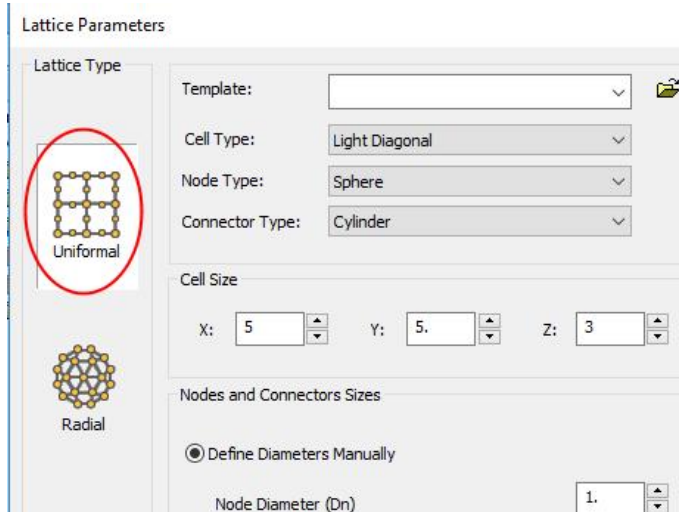 Lattice Parameters
Lattice Type
Uniformal
Radial
Template:
Cell Type: Light Diagonal
Node Type: Sphere
Connector Type: Cylinder
Cell Size
X: 5 Y: 5. Z: 3
Nodes and Connectors Sizes
Define Diameters Manually
Node Diameter (Dn) 1.